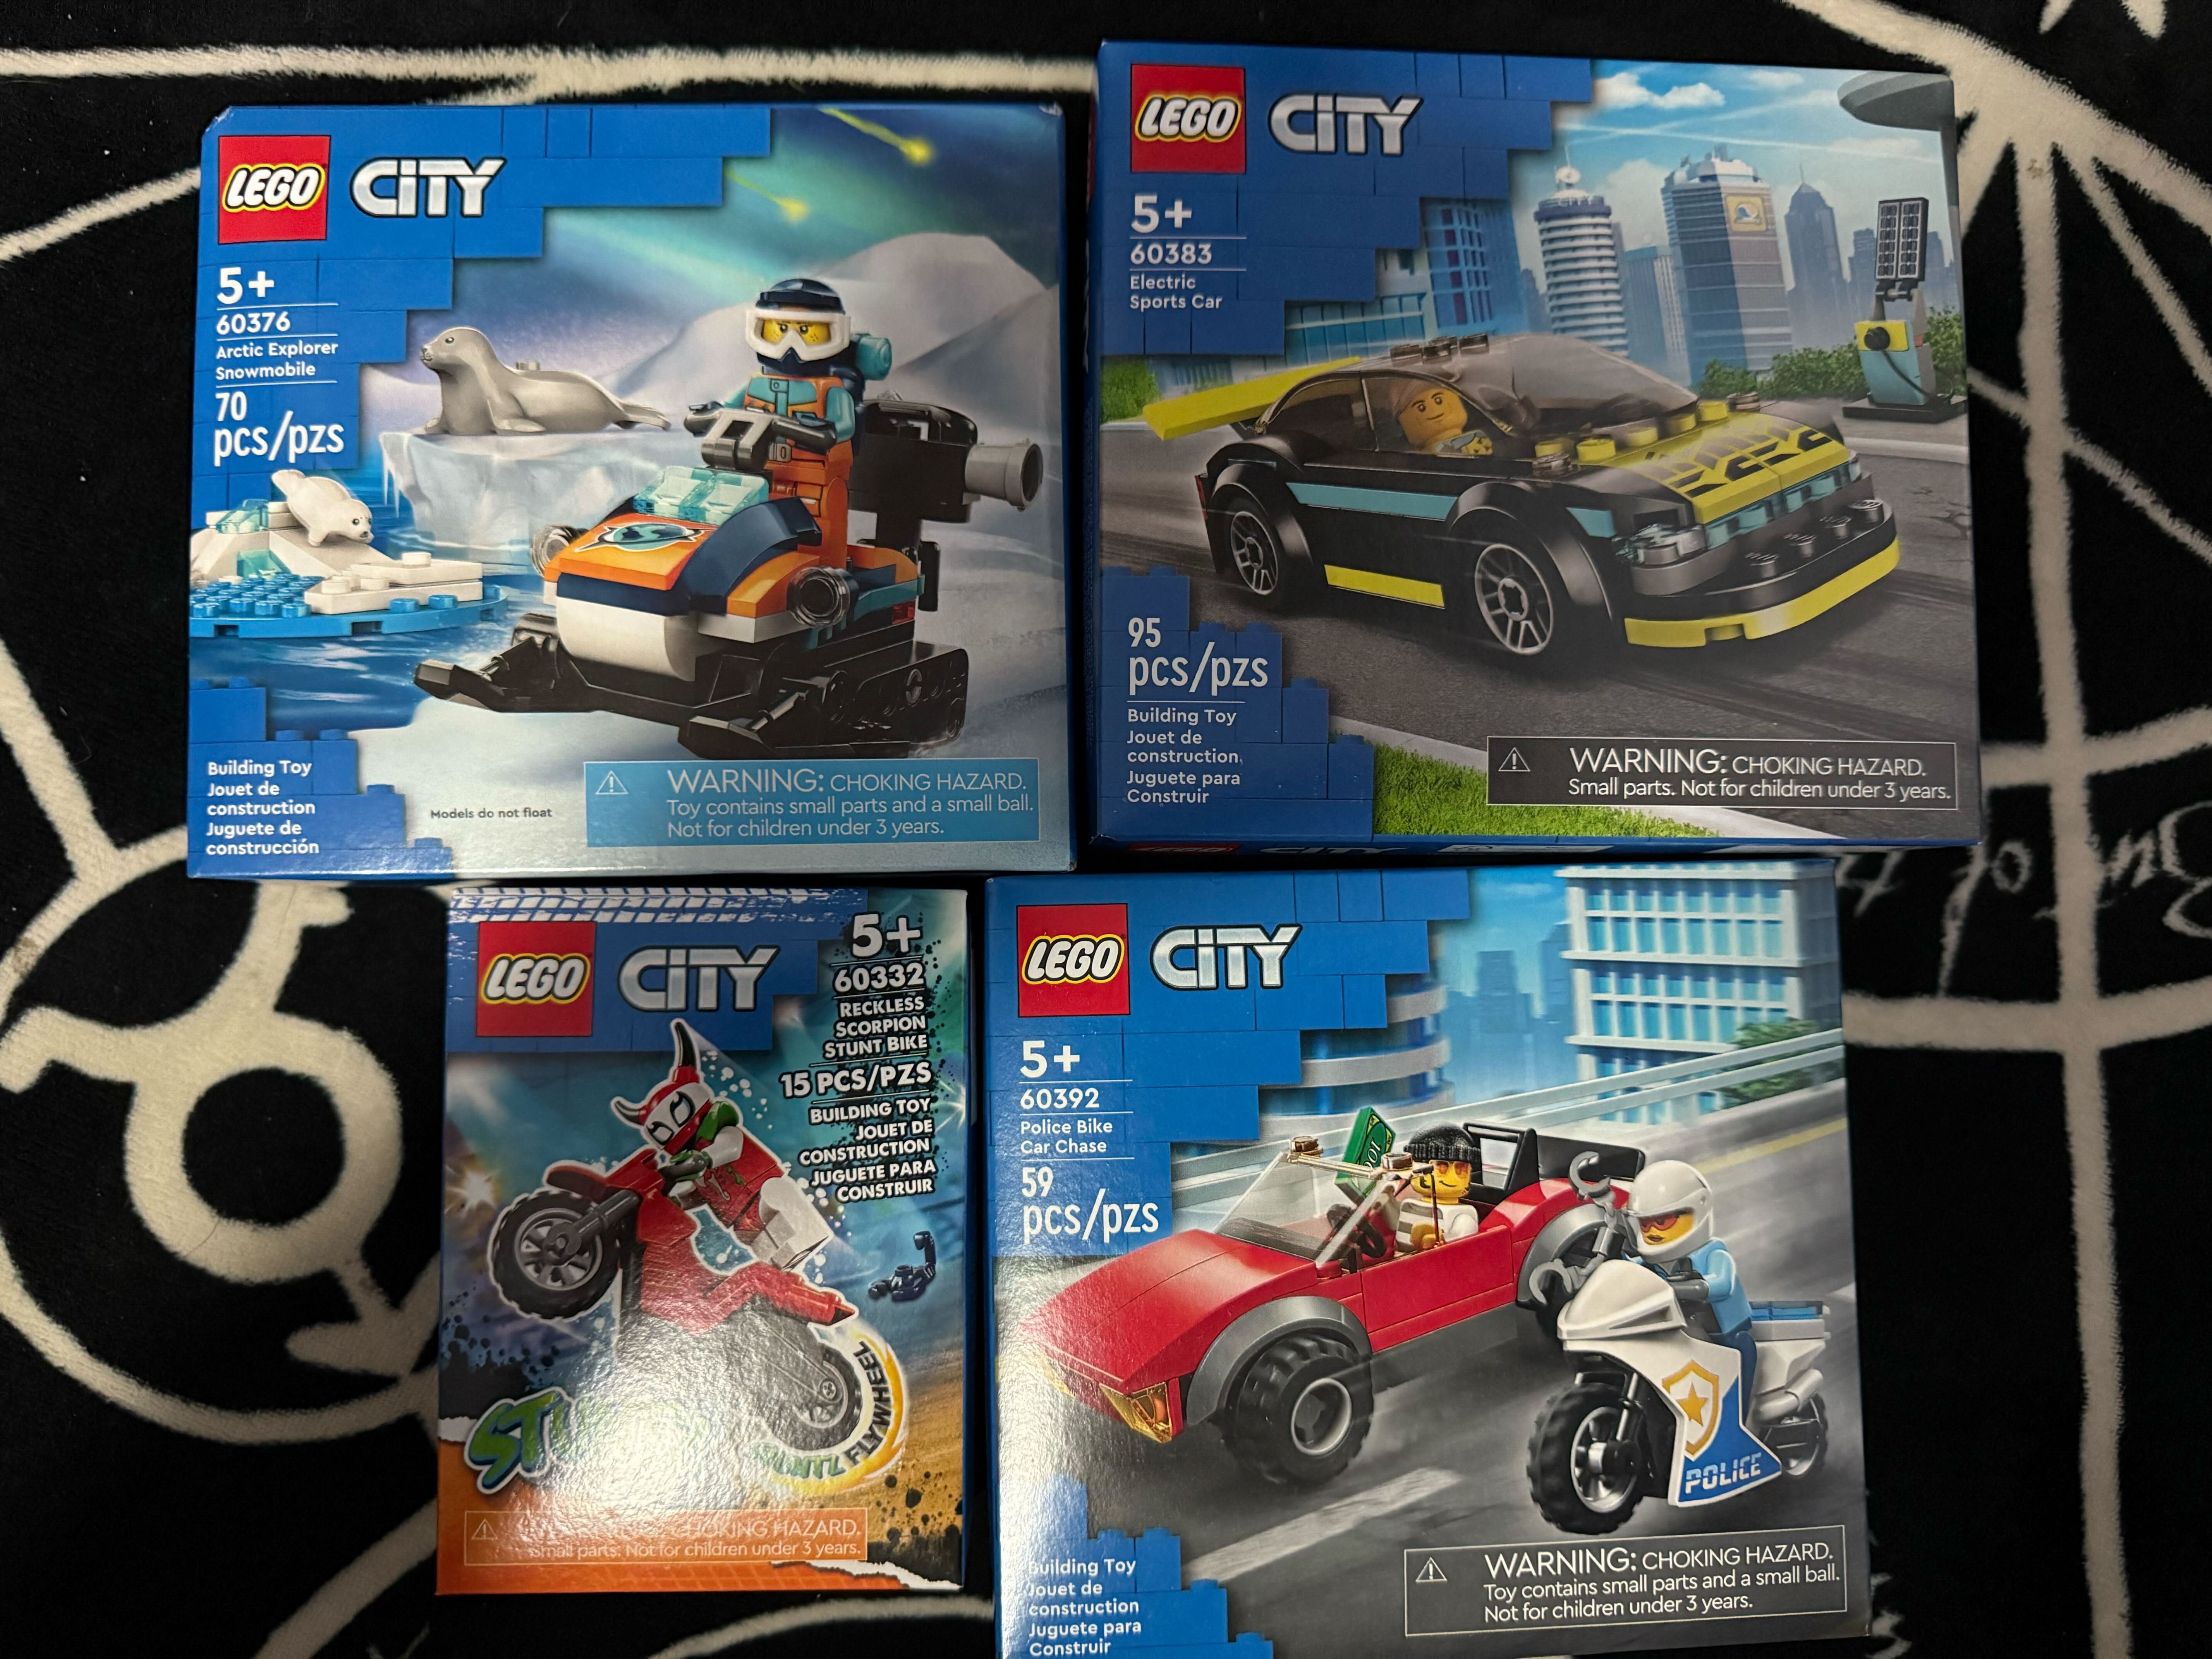 LEGO CITY
5+
60376
Arctic Explorer
Snowmobile
70
pcs/pzs
Building Toy
Jouet de
construction
Juguete de
construcción
Models do not float
WARNING: CHOKING HAZARD.
Toy contains small parts and a small ball.
Not for children under 3 years.
LEGO CITY
5+
60383
Electric
Sports Car
95
pcs/pzs
Building Toy
Jouet de
construction
Juguete para
Construir
WARNING: CHOKING HAZARD.
Small parts. Not for children under 3 years.
LEGO CITY
5+
60332
RECKLESS
SCORPION
STUNT BIKE
15 PCS/PZS
BUILDING TOY
JOUET DE
CONSTRUCTION
JUGUETE PARA
CONSTRUIR
FLYWHEEL
CHOKING HAZARD.
Small parts. Not for children under 3 years.
LEGO CITY
5+
60392
Police Bike
Car Chase
59
pcs/pzs
100
POLICE
Building Toy
Jouet de
construction
Juguete para
Construir
WARNING: CHOKING HAZARD.
Toy contains small parts and a small ball.
Not for children under 3 years.